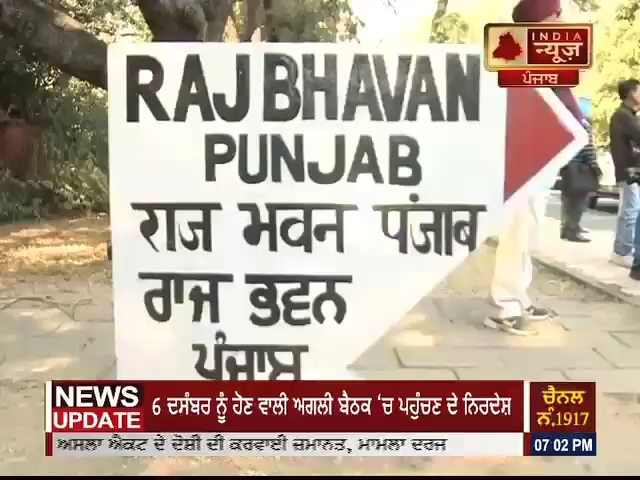 INDIA
ਨਿਊਜ਼
ਪੰਜਾਬ
RAJ BHAVAN
PUNJAB
राज भवन पंजाब
ਰਾਜ ਭਵਨ
ਪੰਜਾਬ
NEWS
UPDATE
6 ਦਸੰਬਰ ਨੂੰ ਹੋਣ ਵਾਲੀ ਅਗਲੀ ਬੈਠਕ 'ਚ ਪਹੁੰਚਣ ਦੇ ਨਿਰਦੇਸ਼
ਚੈਨਲ
ਨੰ.1917
ਅਸਲਾ ਐਕਟ ਦੇ ਦੋਸ਼ੀ ਦੀ ਕਰਵਾਈ ਜ਼ਮਾਨਤ, ਮਾਮਲਾ ਦਰਜ
07:02 PM